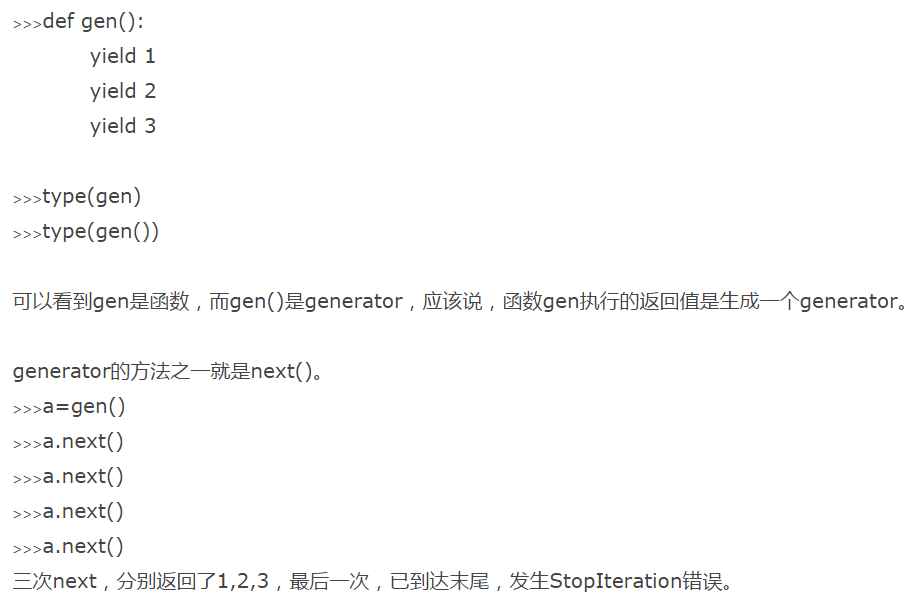 >>>def gen():
yield 1
yield 2
yield 3
>>>type(gen)
>>>type(gen())
可以看到gen是函数，而gen()是generator，应该说，函数gen执行的返回值是生成一个generator。
generator的方法之一就是next()。
>>>a=gen()
>>>a.next()
>>>a.next()
>>>a.next()
>>>a.next()
三次next，分别返回了1,2,3，最后一次，已到达末尾，发生StopIteration错误。